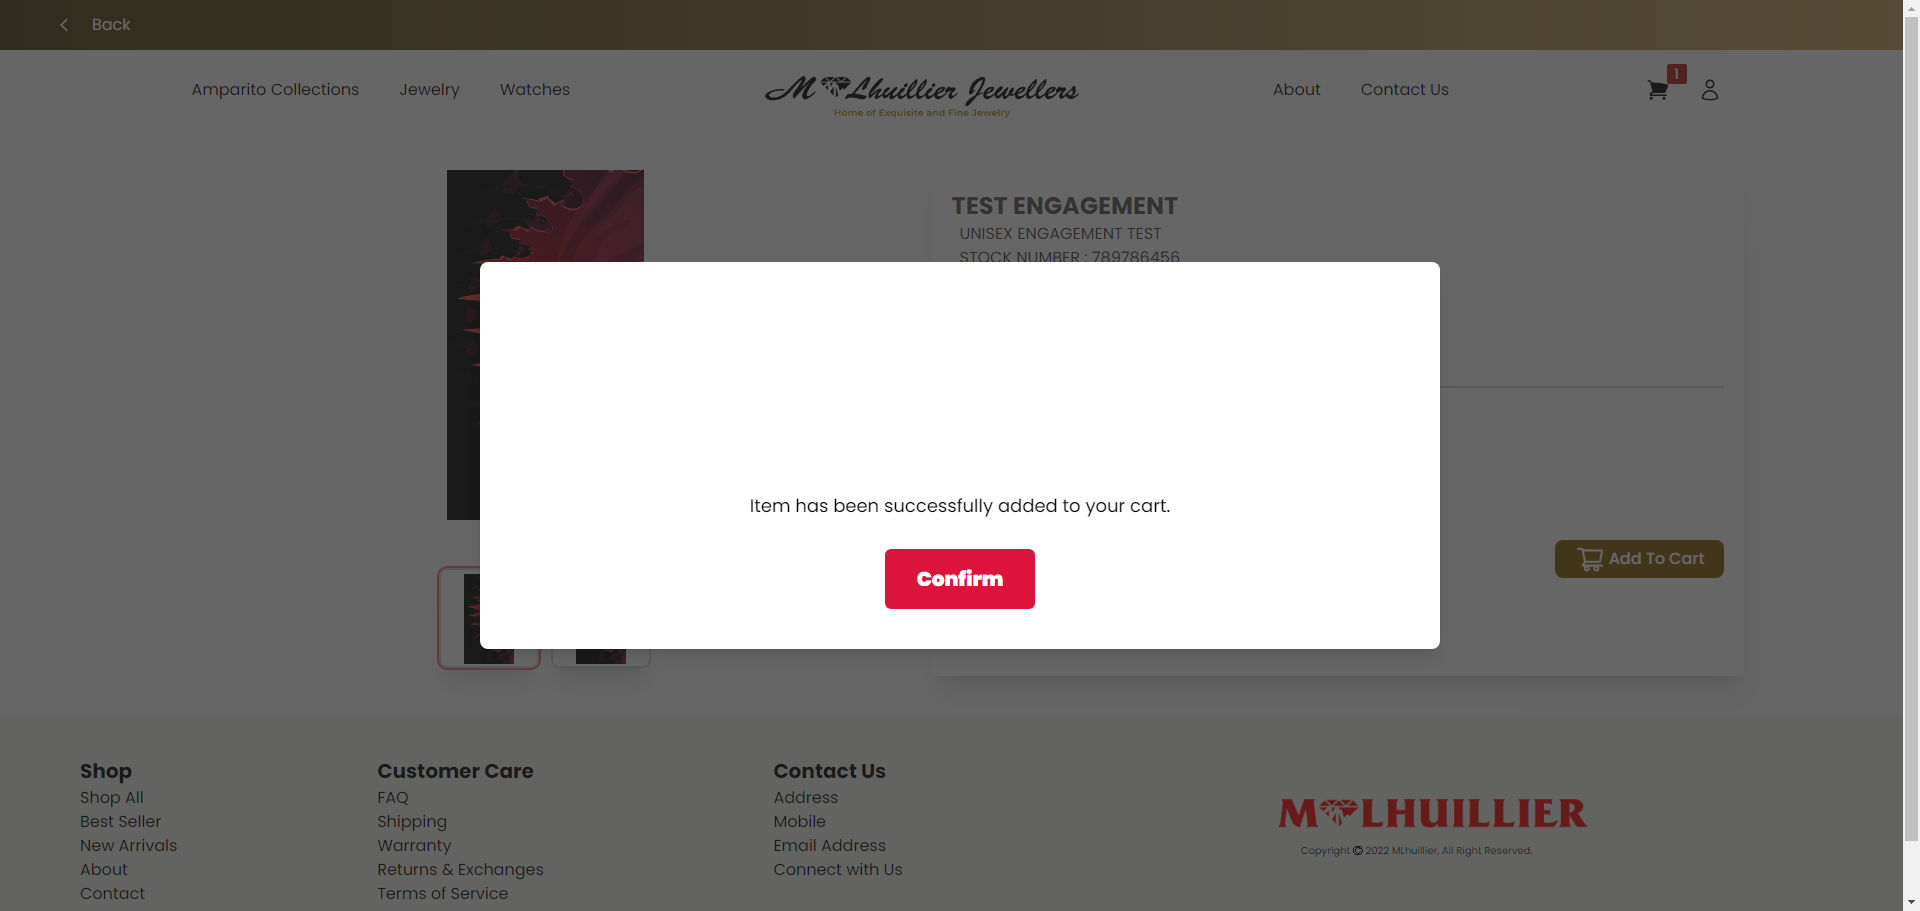 Back
Amparito Collections
Jewelry
Watches
M Lhuillier Jewellers
Home of Exquisite and Fine Jewelry
About
Contact Us
1
TEST ENGAGEMENT
UNISEX ENGAGEMENT TEST
STOCK NUMBER : 789786456
Item has been successfully added to your cart.
Confirm
Add To Cart
Shop
Shop All
Best Seller
New Arrivals
About
Contact
Customer Care
FAQ
Shipping
Warranty
Returns & Exchanges
Terms of Service
Contact Us
Address
Mobile
Email Address
Connect with Us
M LHUILLIER
Copyright © 2022 MLhuillier, All Right Reserved.